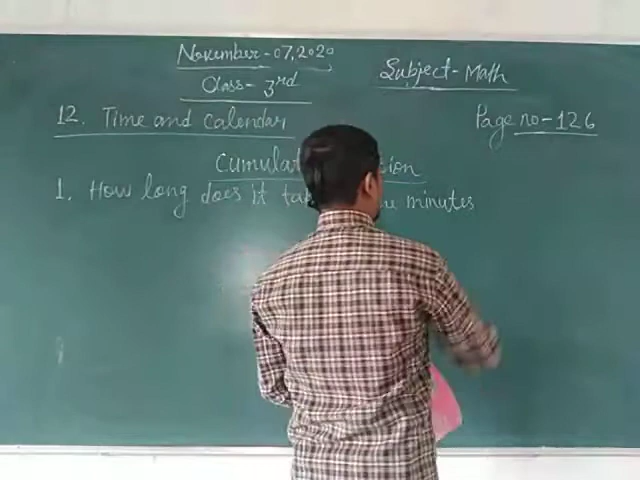 November - 07, 2020
Class - 3rd
Subject - Math
12. Time and Calendar
Page no - 126
1. How long does it minutes